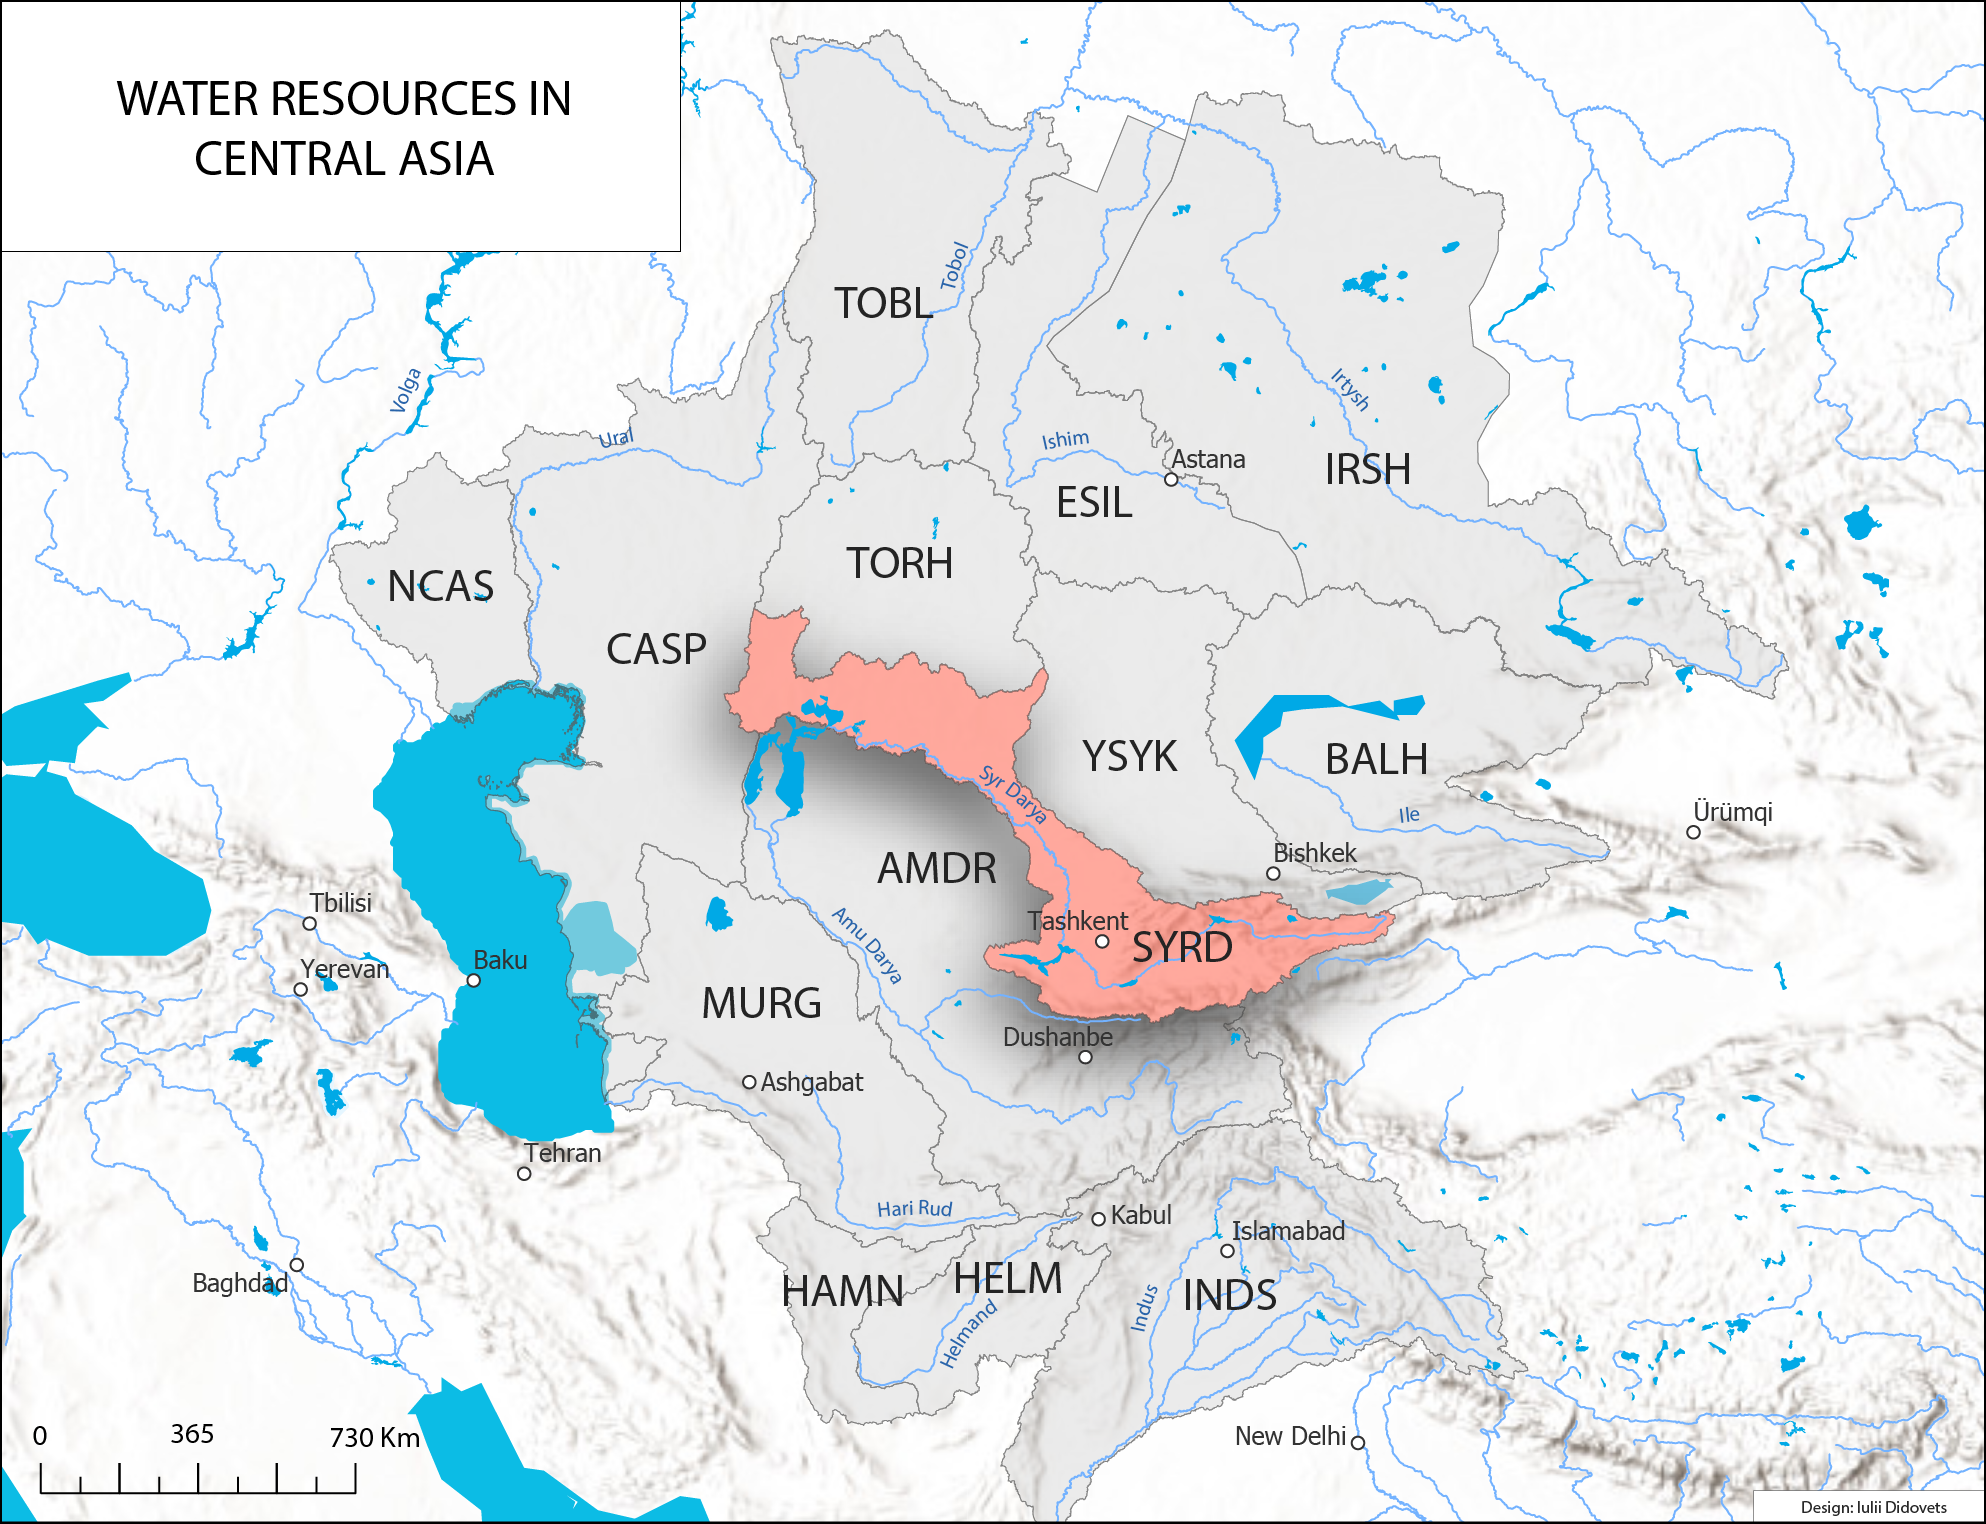 WATER RESOURCES IN
CENTRAL ASIA
TOBL
Tobol
Volga
Irtysh
Ural
Ishim
Astana
IRSH
ESIL
TORH
NCAS
CASP
YSYK
BALH
Syr Darya
Ile
Ürümqi
Bishkek
AMDR
Tbilisi
Amu Darya
Tashkent
SYRD
Baku
Yerevan
MURG
Dushanbe
Ashgabat
Tehran
Hari Rud
Kabul
Islamabad
Baghdad
HAMN
HELM
INDS
Indus
Helmand
New Delhi
0 365 730 Km
Design: Iulii Didovets